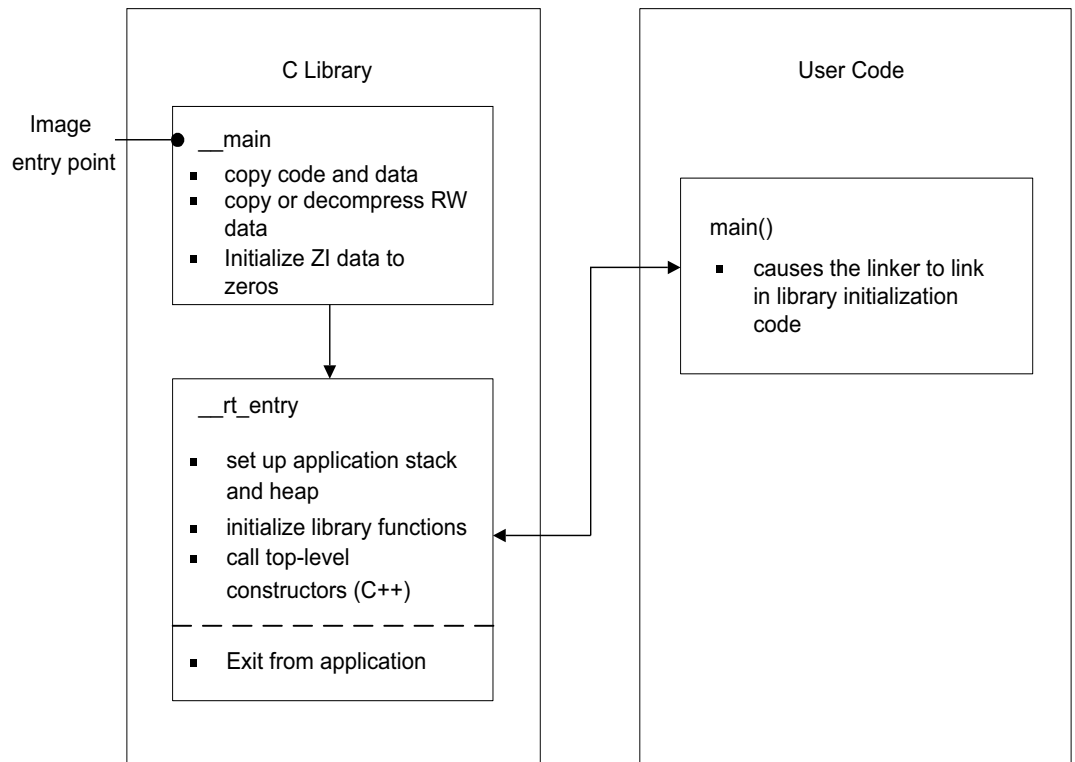 C Library
User Code
Image
entry point
__main
▪ copy code and data
▪ copy or decompress RW
data
▪ Initialize ZI data to
zeros
main()
▪ causes the linker to link
in library initialization
code
__rt_entry
▪ set up application stack
and heap
▪ initialize library functions
▪ call top-level
constructors (C++)
▪ Exit from application